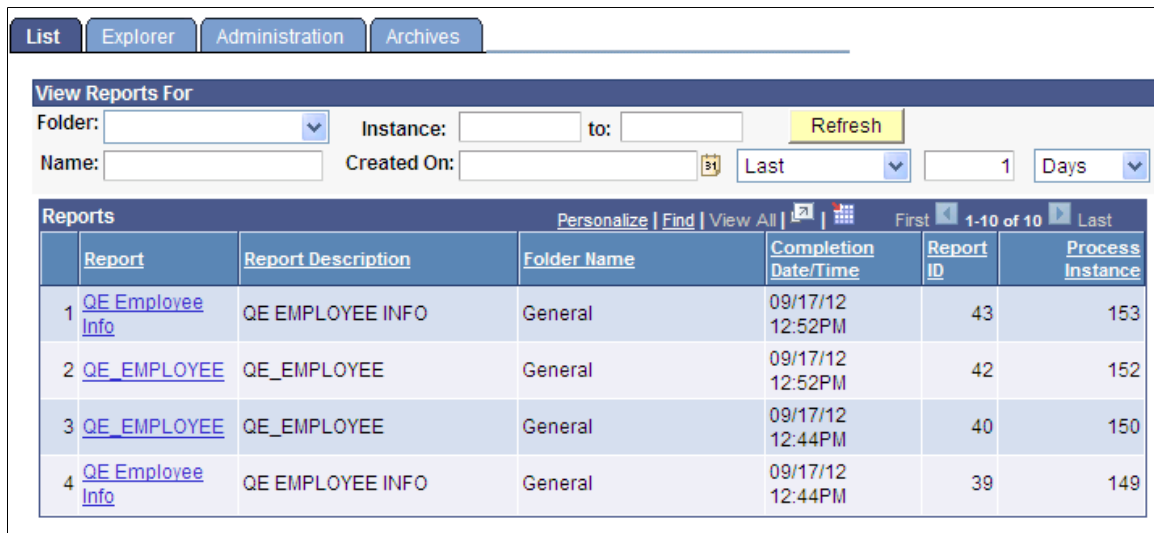 List Explorer Administration Archives
View Reports For
Folder: Instance: to: Refresh
Name: Created On: 31 Last 1 Days
Reports Personalize | Find | View All | | First 1-10 of 10 Last
Report Report Description Folder Name Completion Date/Time Report ID Process Instance
1 QE Employee Info QE EMPLOYEE INFO General 09/17/12 12:52PM 43 153
2 QE_EMPLOYEE QE_EMPLOYEE General 09/17/12 12:52PM 42 152
3 QE_EMPLOYEE QE_EMPLOYEE General 09/17/12 12:44PM 40 150
4 QE Employee Info QE EMPLOYEE INFO General 09/17/12 12:44PM 39 149